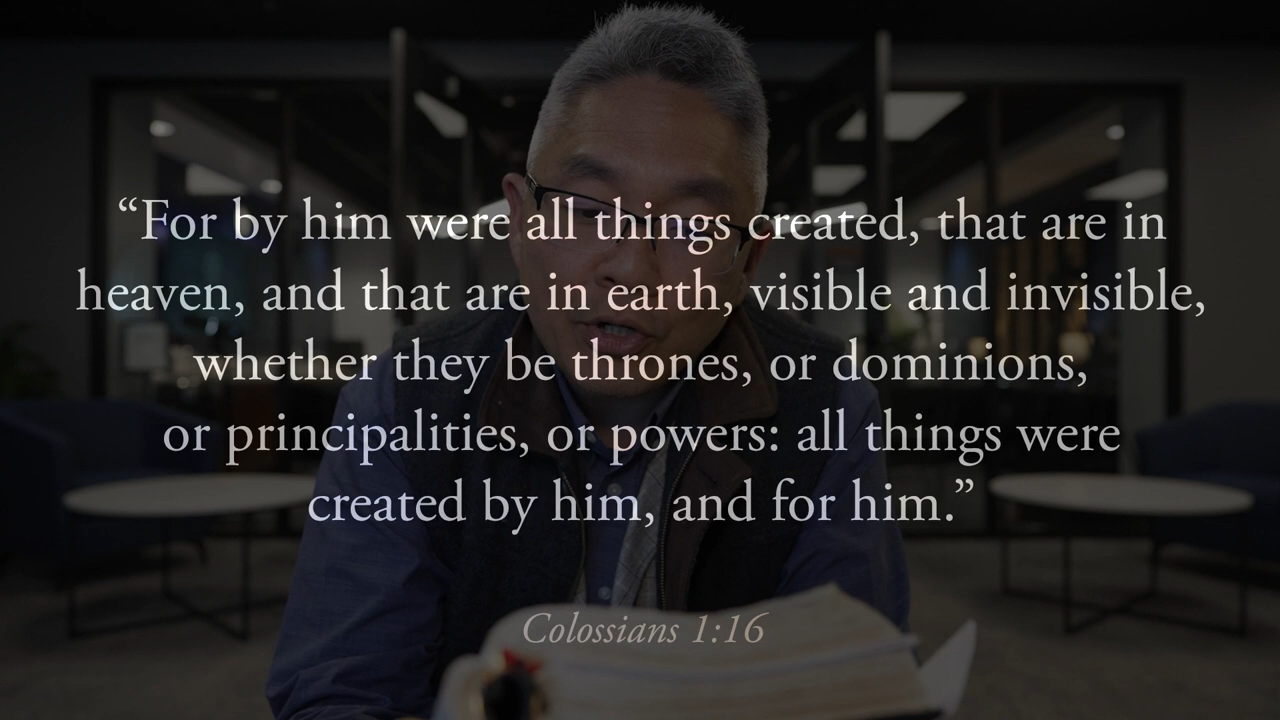 “For by him were all things created, that are in
heaven, and that are in earth, visible and invisible,
whether they be thrones, or dominions,
or principalities, or powers: all things were
created by him, and for him.”
Colossians 1:16